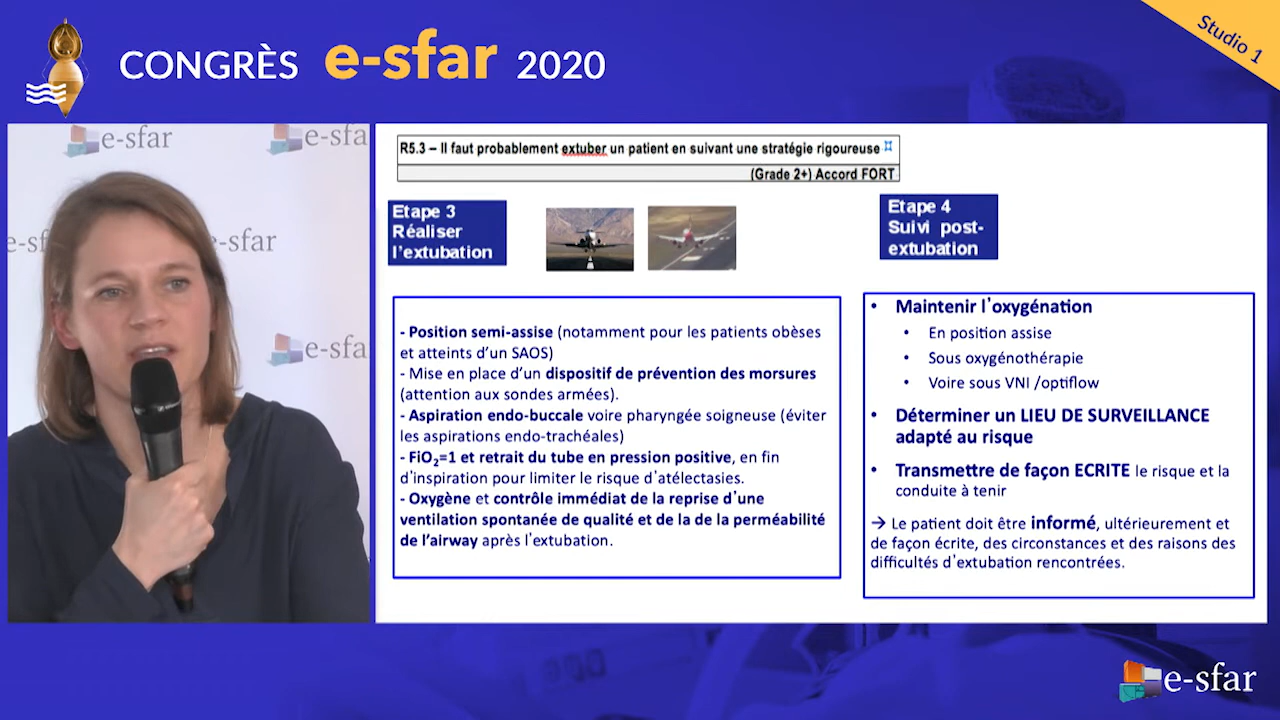 CONGRÈS e-sfar 2020
Studio 1
e-sfar
e-sfa
e-sf
e-sfar
e-sfa
R5.3 – Il faut probablement extuber un patient en suivant une stratégie rigoureuse
(Grade 2+) Accord FORT
Etape 3
Réaliser
l'extubation
Etape 4
Suivi post-
extubation
- Position semi-assise (notamment pour les patients obèses
et atteints d'un SAOS)
- Mise en place d'un dispositif de prévention des morsures
(attention aux sondes armées).
- Aspiration endo-buccale voire pharyngée soigneuse (éviter
les aspirations endo-trachéales)
- FiO₂=1 et retrait du tube en pression positive, en fin
d'inspiration pour limiter le risque d'atélectasies.
- Oxygène et contrôle immédiat de la reprise d'une
ventilation spontanée de qualité et de la de la perméabilité
de l'airway après l'extubation.
• Maintenir l'oxygénation
• En position assise
• Sous oxygénothérapie
• Voire sous VNI /optiflow
• Déterminer un LIEU DE SURVEILLANCE
adapté au risque
• Transmettre de façon ECRITE le risque et la
conduite à tenir
→ Le patient doit être informé, ultérieurement et
de façon écrite, des circonstances et des raisons des
difficultés d'extubation rencontrées.
e-sfar